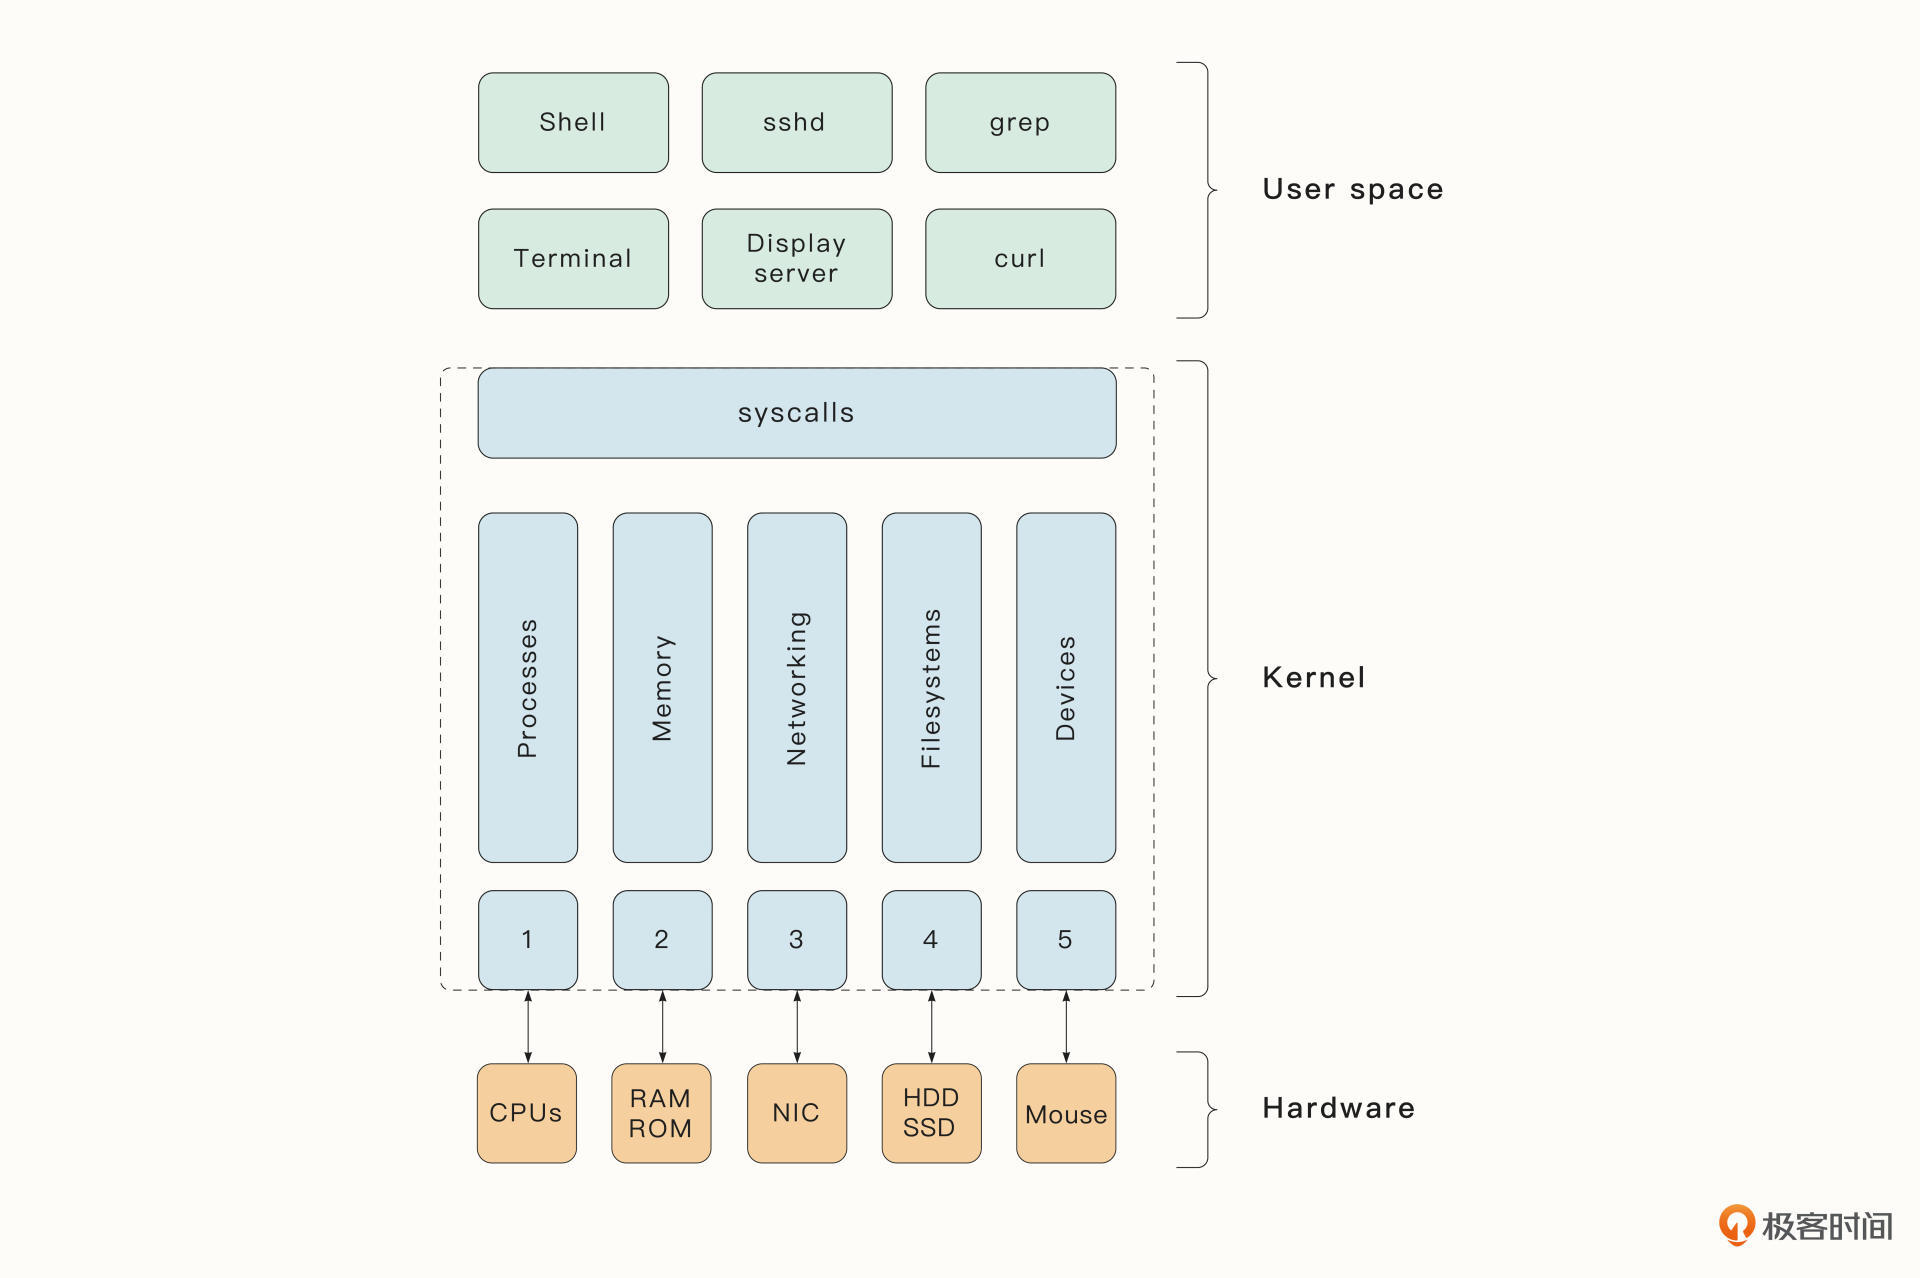 Shell
sshd
grep
User space
Terminal
Display
server
curl
syscalls
Processes
Memory
Networking
Filesystems
Devices
Kernel
1
2
3
4
5
CPUs
RAM
ROM
NIC
HDD
SSD
Mouse
Hardware
极客时间